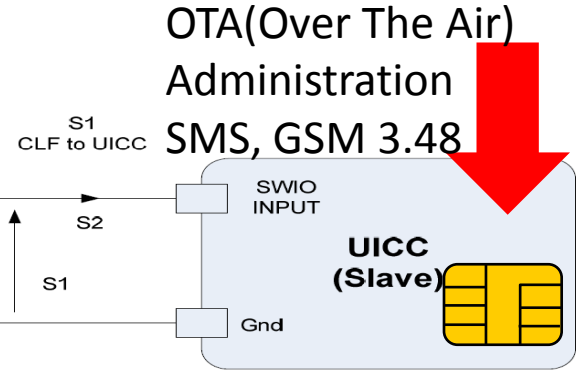 OTA(Over The Air)
Administration
SMS, GSM 3.48
S1
CLF to UICC
SWIO
INPUT
S2
UICC
(Slave)
S1
Gnd